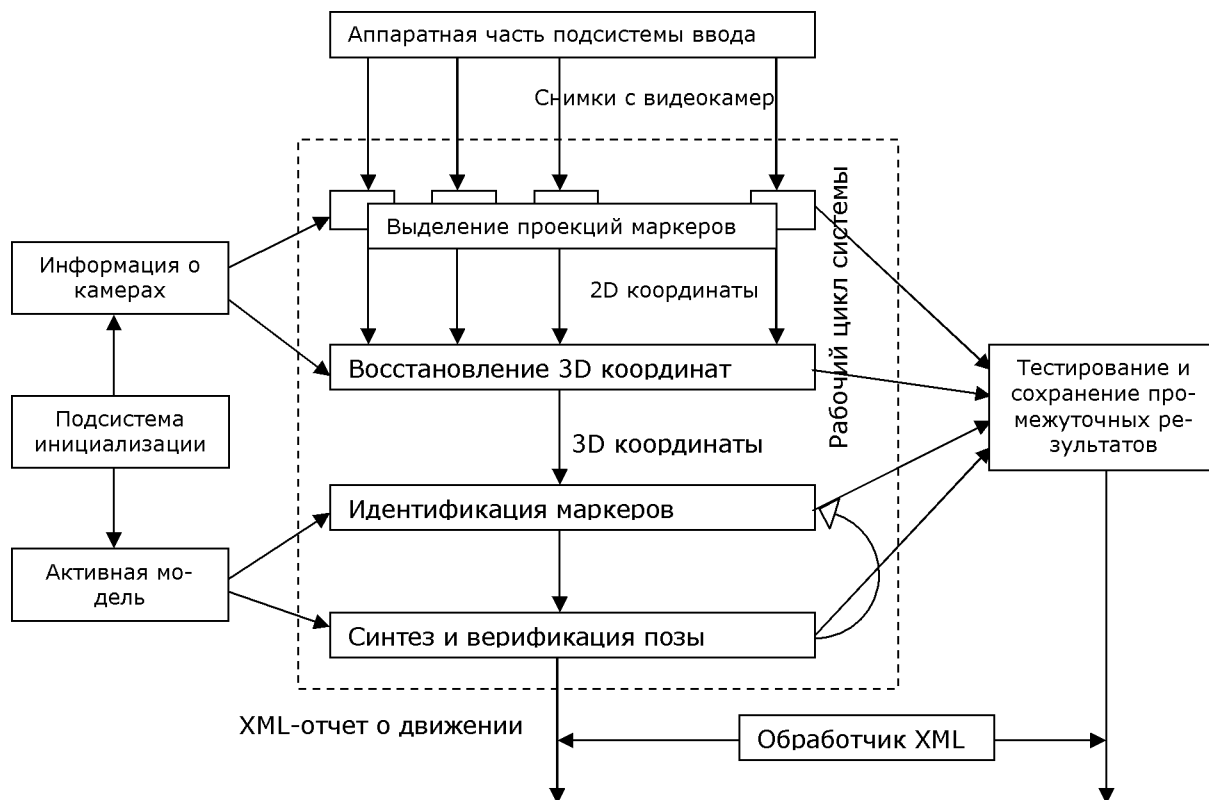 Аппаратная часть подсистемы ввода
Снимки с видеокамер
Выделение проекций маркеров
Информация о
камерах
2D координаты
Рабочий цикл системы
Восстановление 3D координат
Тестирование и
сохранение про-
межуточных ре-
зультатов
Подсистема
инициализации
3D координаты
Идентификация маркеров
Активная мо-
дель
Синтез и верификация позы
XML-отчет о движении
Обработчик XML